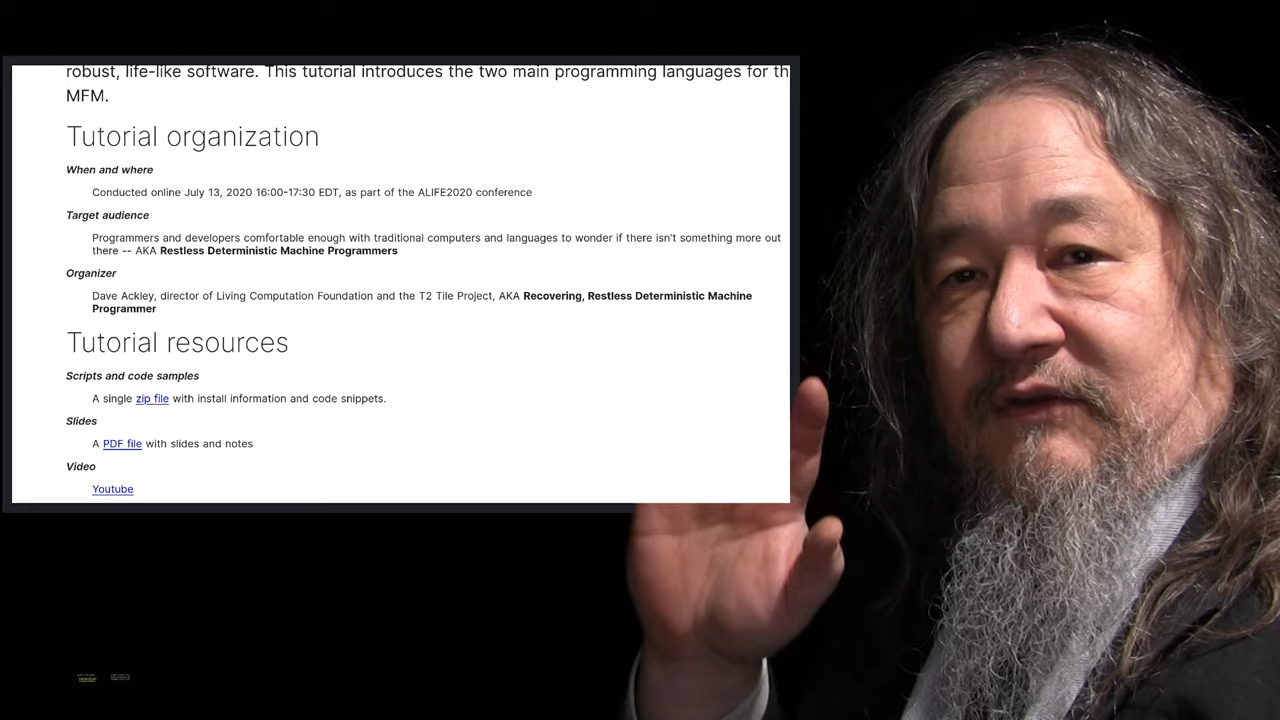 robust, life-like software. This tutorial introduces the two main programming languages for th
MFM.
Tutorial organization
When and where
Conducted online July 13, 2020 16:00-17:30 EDT, as part of the ALIFE2020 conference
Target audience
Programmers and developers comfortable enough with traditional computers and languages to wonder if there isn't something more out
there -- AKA Restless Deterministic Machine Programmers
Organizer
Dave Ackley, director of Living Computation Foundation and the T2 Tile Project, AKA Recovering, Restless Deterministic Machine
Programmer
Tutorial resources
Scripts and code samples
A single zip file with install information and code snippets.
Slides
A PDF file with slides and notes
Video
Youtube